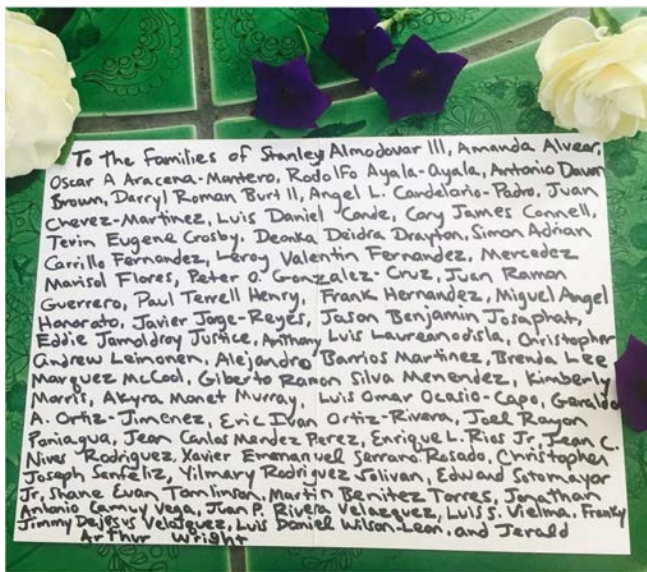 To the families of Stanley Almodovar III, Amanda Alvear,
Oscar A Aracena-Montero, Rodolfo Ayala-Ayala, Antonio Davon
Brown, Darryl Roman Burt II, Angel L. Candelario-Padro, Juan
Chevez-Martinez, Luis Daniel Conde, Cory James Connell,
Tevin Eugene Crosby, Deonka Deidra Drayton, Simon Adrian
Carrillo Fernandez, Leroy Valentin Fernandez, Mercedez
Marisol Flores, Peter O. Gonzalez-Cruz, Juan Ramon
Guerrero, Paul Terrell Henry, Frank Hernandez, Miguel Angel
Honorato, Javier Jorge-Reyes, Jason Benjamin Josaphat,
Eddie Jamoldroy Justice, Anthony Luis Laureanodisla, Christopher
Andrew Leinonen, Alejandro Barrios Martinez, Brenda Lee
Marquez McCool, Giberto Ramon Silva Menendez, Kimberly
Morris, Akyra Monet Murray, Luis Omar Ocasio-Capo, Geraldo
A. Ortiz-Jimenez, Eric Ivan Ortiz-Rivera, Joel Rayon
Paniagua, Jean Carlos Mendez Perez, Enrique L. Rios Jr, Jean C.
Nives Rodriguez, Xavier Emmanuel Serrano Rosado, Christopher
Joseph Sanfeliz, Yilmary Rodriguez Solivan, Edward Sotomayor
Jr, Shane Evan Tomlinson, Martin Benitez Torres, Jonathan
Antonio Camuy Vega, Juan P. Rivera Velazquez, Luis S. Vielma, Franky
Jimmy Dejesus Velazquez, Luis Daniel Wilson-Leon, and Jerald
Arthur Wright